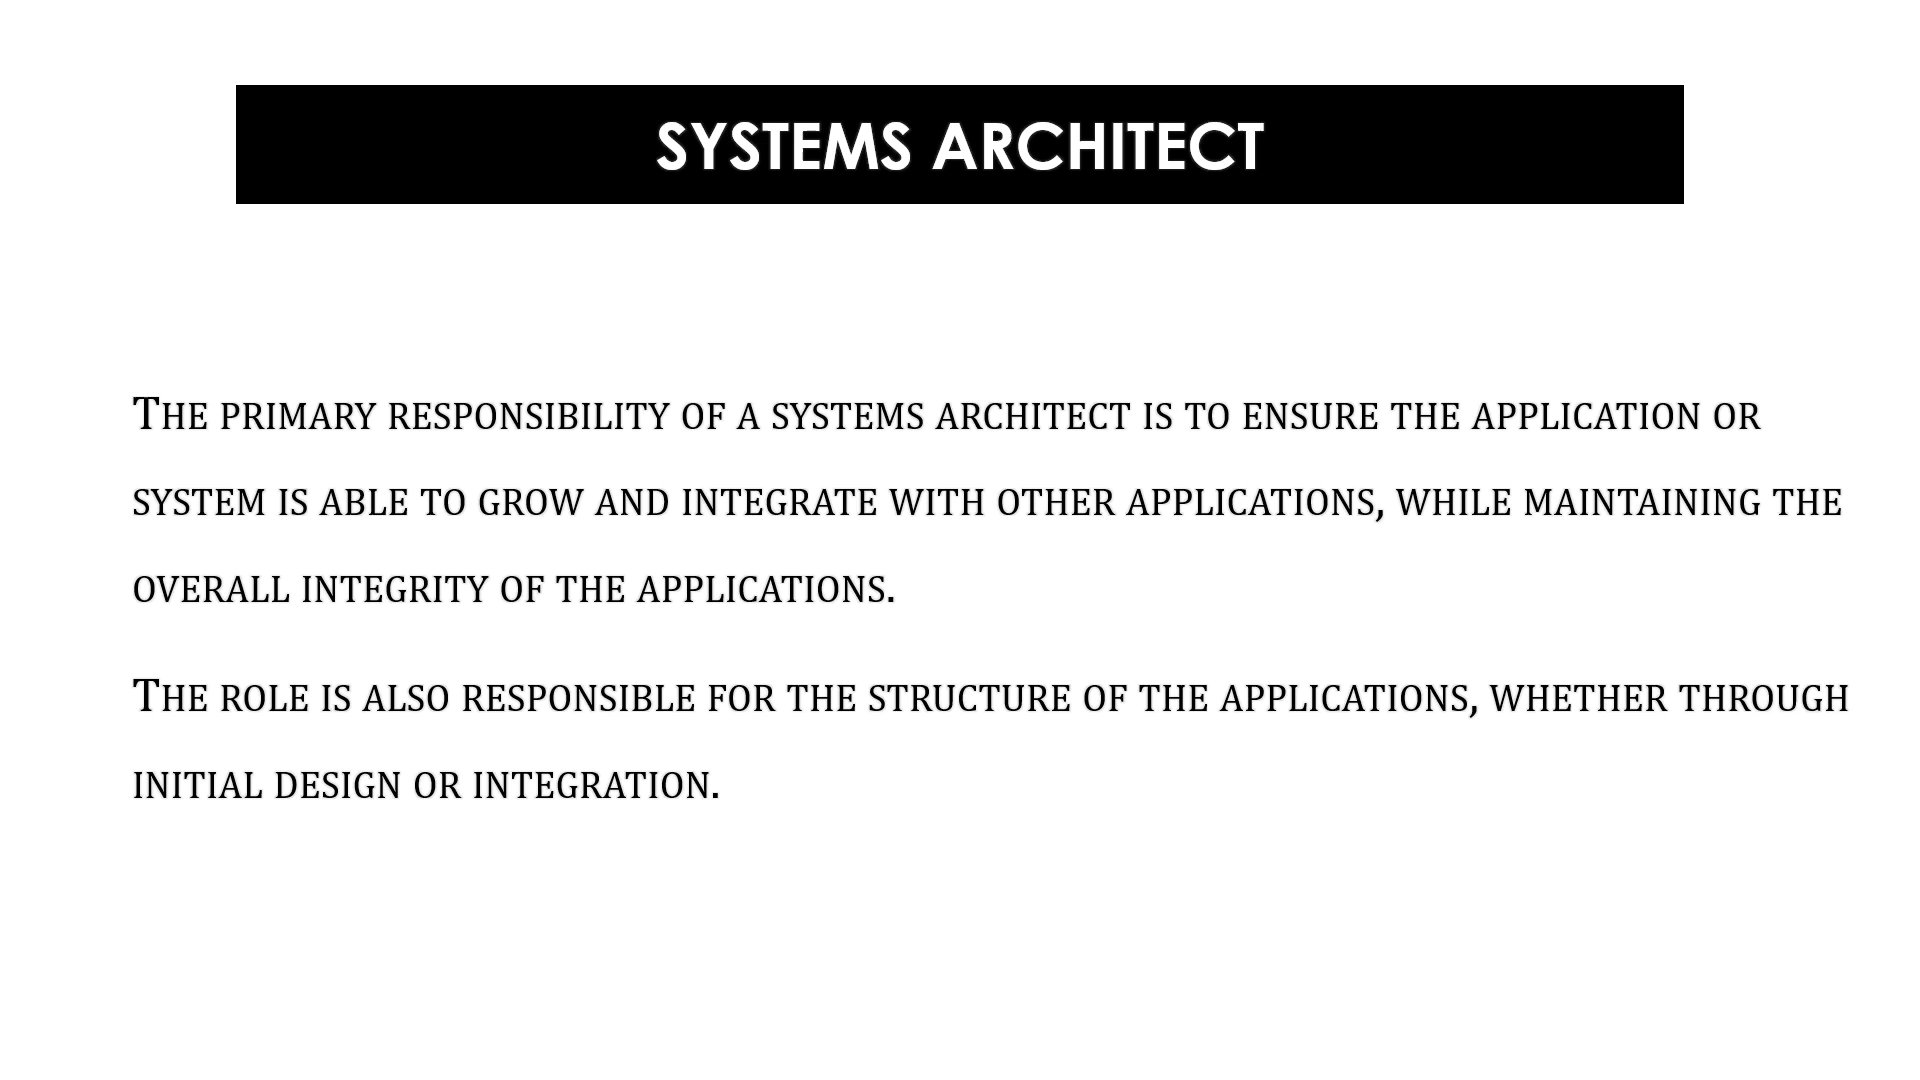 SYSTEMS ARCHITECT
The primary responsibility of a systems architect is to ensure the application or
system is able to grow and integrate with other applications, while maintaining the
overall integrity of the applications.
The role is also responsible for the structure of the applications, whether through
initial design or integration.